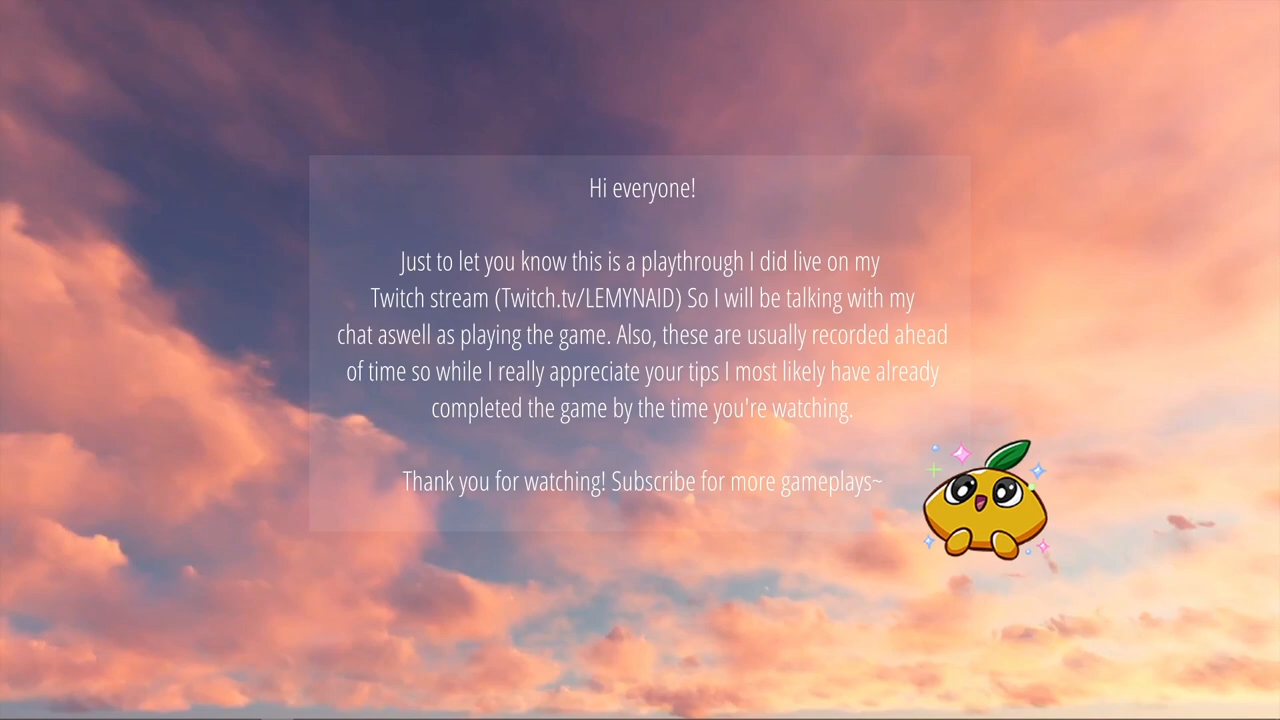 Hi everyone!
Just to let you know this is a playthrough I did live on my
Twitch stream (Twitch.tv/LEMYNAID) So I will be talking with my
chat aswell as playing the game. Also, these are usually recorded ahead
of time so while I really appreciate your tips I most likely have already
completed the game by the time you're watching.
Thank you for watching! Subscribe for more gameplays~